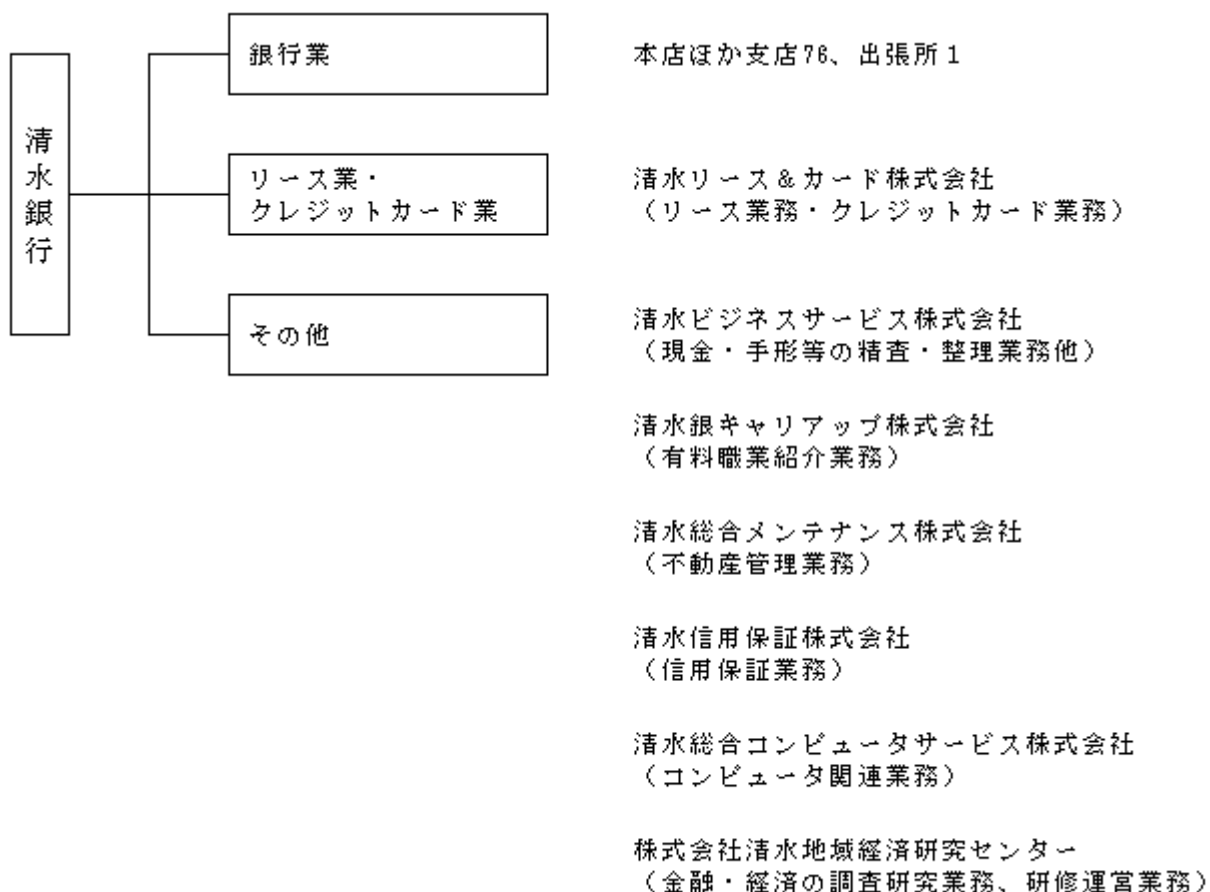 清水銀行
銀行業
本店ほか支店76、出張所1
リース業・
クレジットカード業
清水リース&カード株式会社
(リース業務・クレジットカード業務)
その他
清水ビジネスサービス株式会社
(現金・手形等の精査・整理業務他)
清水銀キャリアップ株式会社
(有料職業紹介業務)
清水総合メンテナンス株式会社
(不動産管理業務)
清水信用保証株式会社
(信用保証業務)
清水総合コンピュータサービス株式会社
(コンピュータ関連業務)
株式会社清水地域経済研究センター
(金融・経済の調査研究業務、研修運営業務)